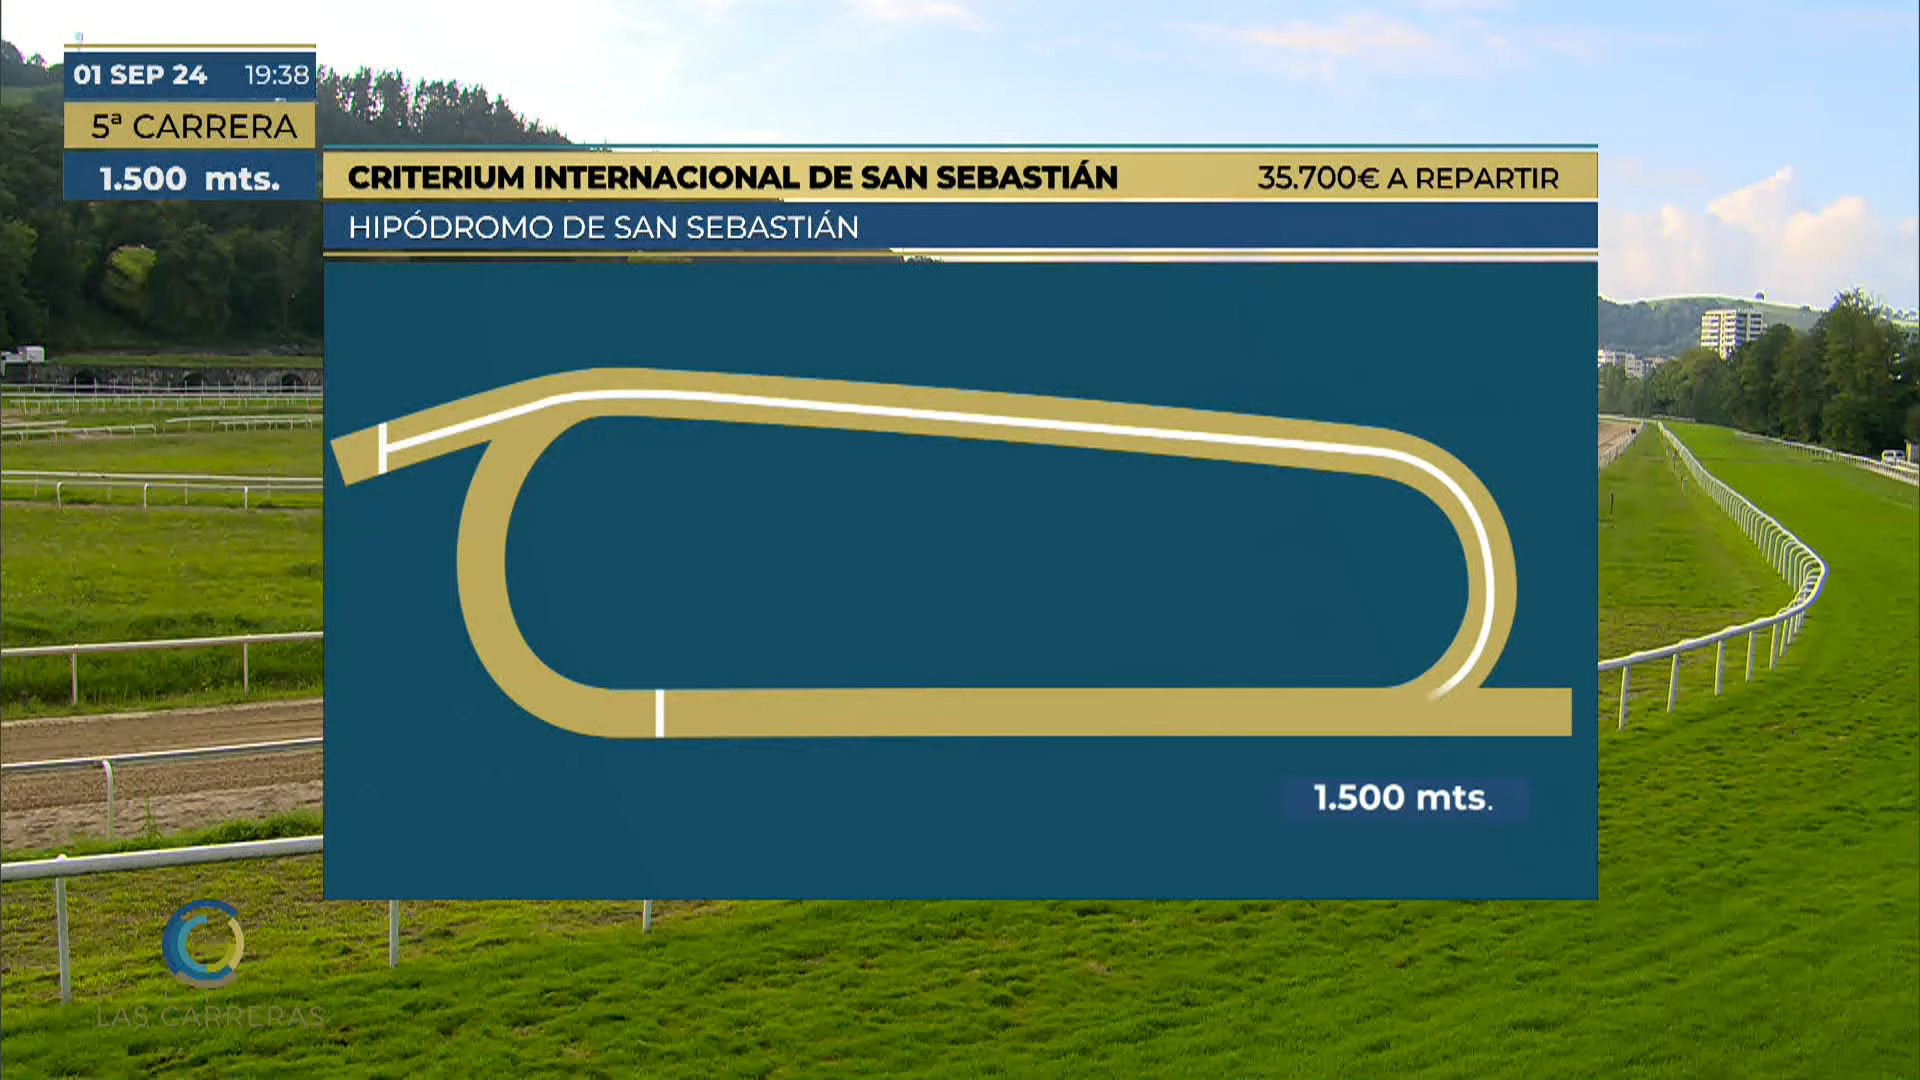 01 SEP 24 19:38
5ª CARRERA
1.500 mts.
CRITERIUM INTERNACIONAL DE SAN SEBASTIÁN 35.700€ A REPARTIR
HIPÓDROMO DE SAN SEBASTIÁN
1.500 mts.
LAS CARRERAS